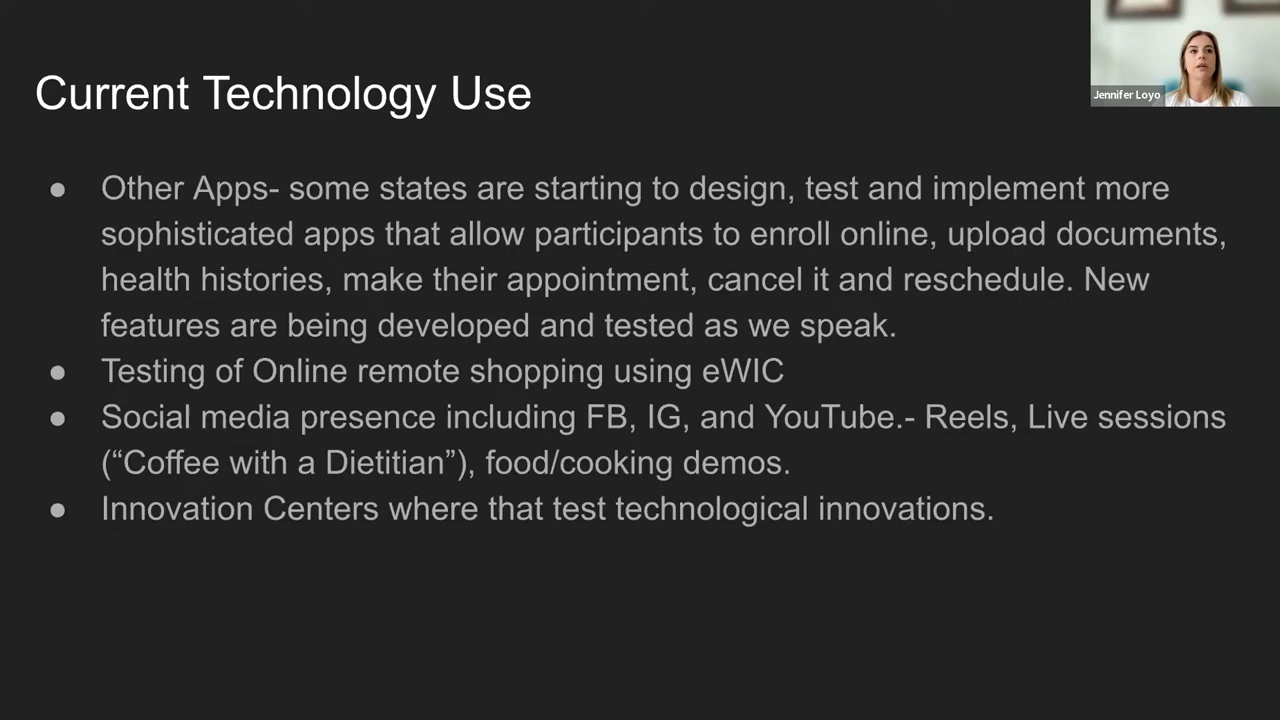 Current Technology Use
Jennifer Loyo
● Other Apps- some states are starting to design, test and implement more
sophisticated apps that allow participants to enroll online, upload documents,
health histories, make their appointment, cancel it and reschedule. New
features are being developed and tested as we speak.
● Testing of Online remote shopping using eWIC
● Social media presence including FB, IG, and YouTube.- Reels, Live sessions
(“Coffee with a Dietitian”), food/cooking demos.
● Innovation Centers where that test technological innovations.